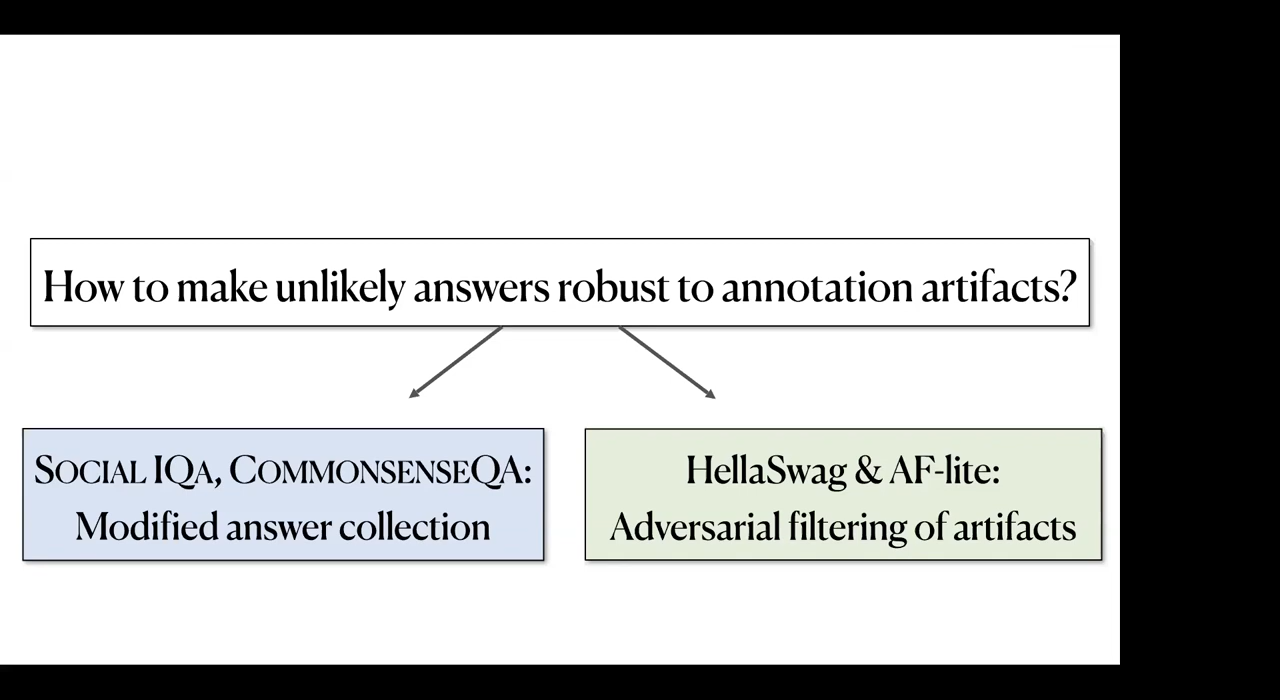 How to make unlikely answers robust to annotation artifacts?
SOCIAL IQA, COMMONSENSEQA:
Modified answer collection
HellaSwag & AF-lite:
Adversarial filtering of artifacts